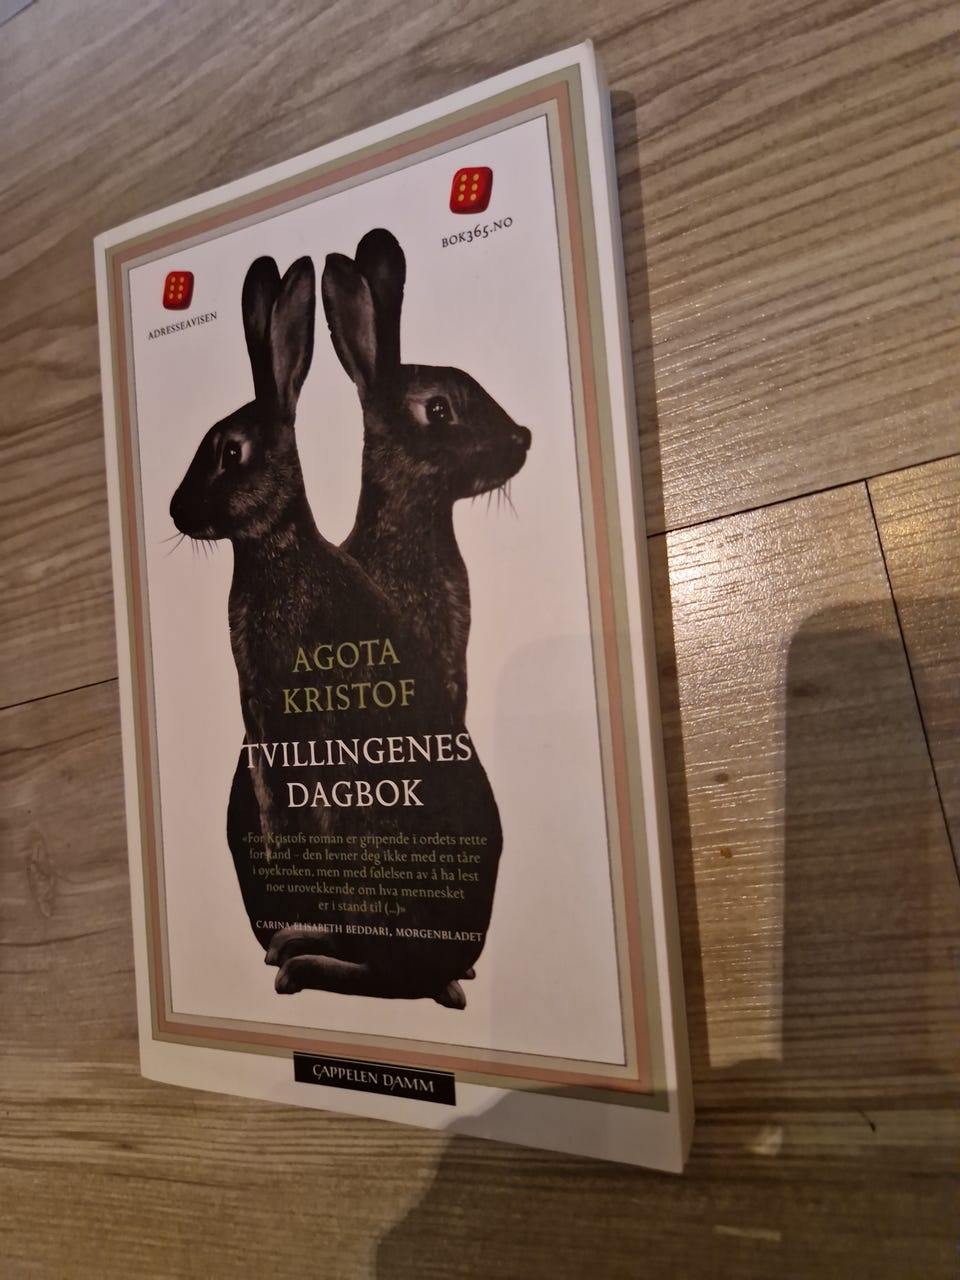 BOK365.NO
ADRESSEAVISEN
AGOTA
KRISTOF
TVILLINGENES
DAGBOK
«For Kristofs roman er gripende i ordets rette
forstand – den levner deg ikke med en tåre
i øyekroken, men med følelsen av å ha lest
noe urovekkende om hva mennesket
er i stand til (...)»
CARINA ELISABETH BEDDARI, MORGENBLADET
CAPPELEN DAMM